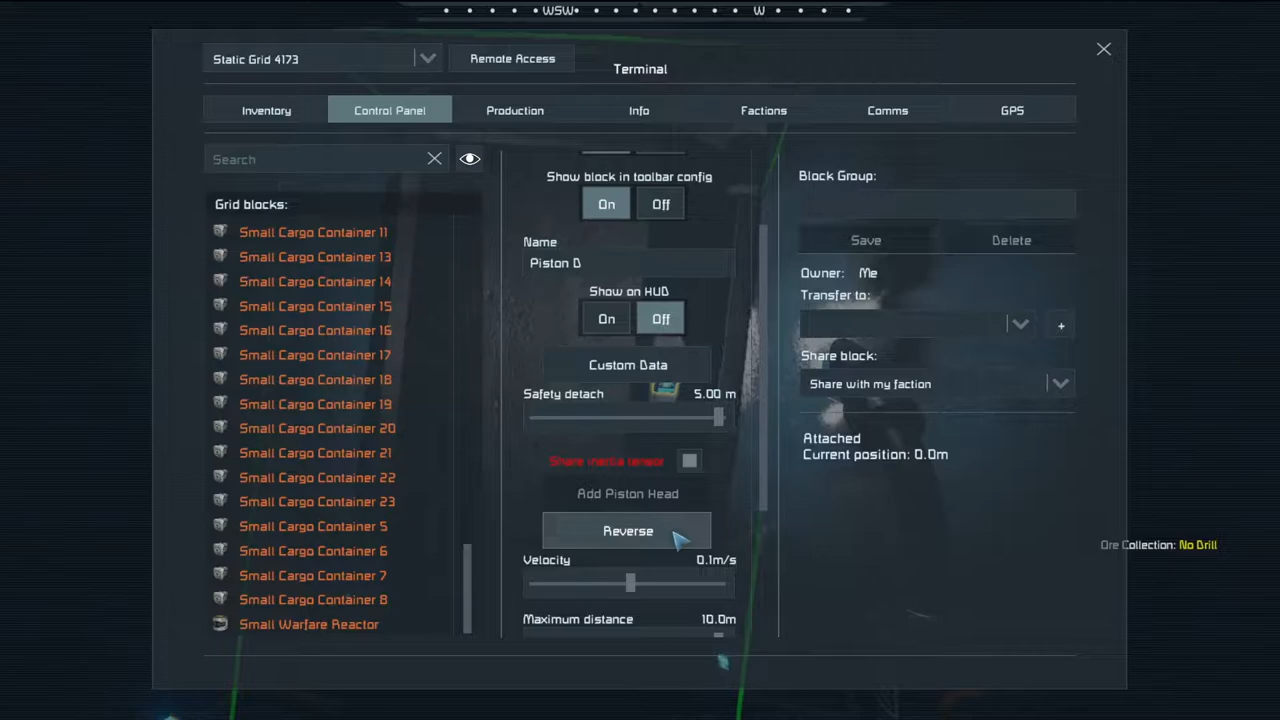 WSW
W
Static Grid 4173
Remote Access
Terminal
Inventory
Control Panel
Production
Info
Factions
Comms
GPS
Search
Grid blocks:
Small Cargo Container 11
Small Cargo Container 13
Small Cargo Container 14
Small Cargo Container 15
Small Cargo Container 16
Small Cargo Container 17
Small Cargo Container 18
Small Cargo Container 19
Small Cargo Container 20
Small Cargo Container 21
Small Cargo Container 22
Small Cargo Container 23
Small Cargo Container 5
Small Cargo Container 6
Small Cargo Container 7
Small Cargo Container 8
Small Warfare Reactor
Show block in toolbar config
On Off
Name
Piston D
Show on HUD
On Off
Custom Data
Safety detach 5.00 m
Share inertia tensor
Add Piston Head
Reverse
Velocity 0.1m/s
Maximum distance 10.0m
Block Group:
Save Delete
Owner: Me
Transfer to:
+
Share block:
Share with my faction
Attached
Current position: 0.0m
Ore Collection: No Drill